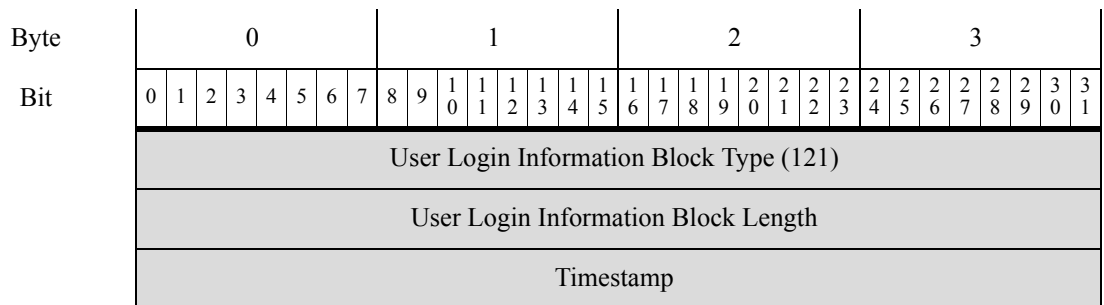 Byte 0 1 2 3
Bit 0 1 2 3 4 5 6 7 8 9 10 11 12 13 14 15 16 17 18 19 20 21 22 23 24 25 26 27 28 29 30 31
User Login Information Block Type (121)
User Login Information Block Length
Timestamp